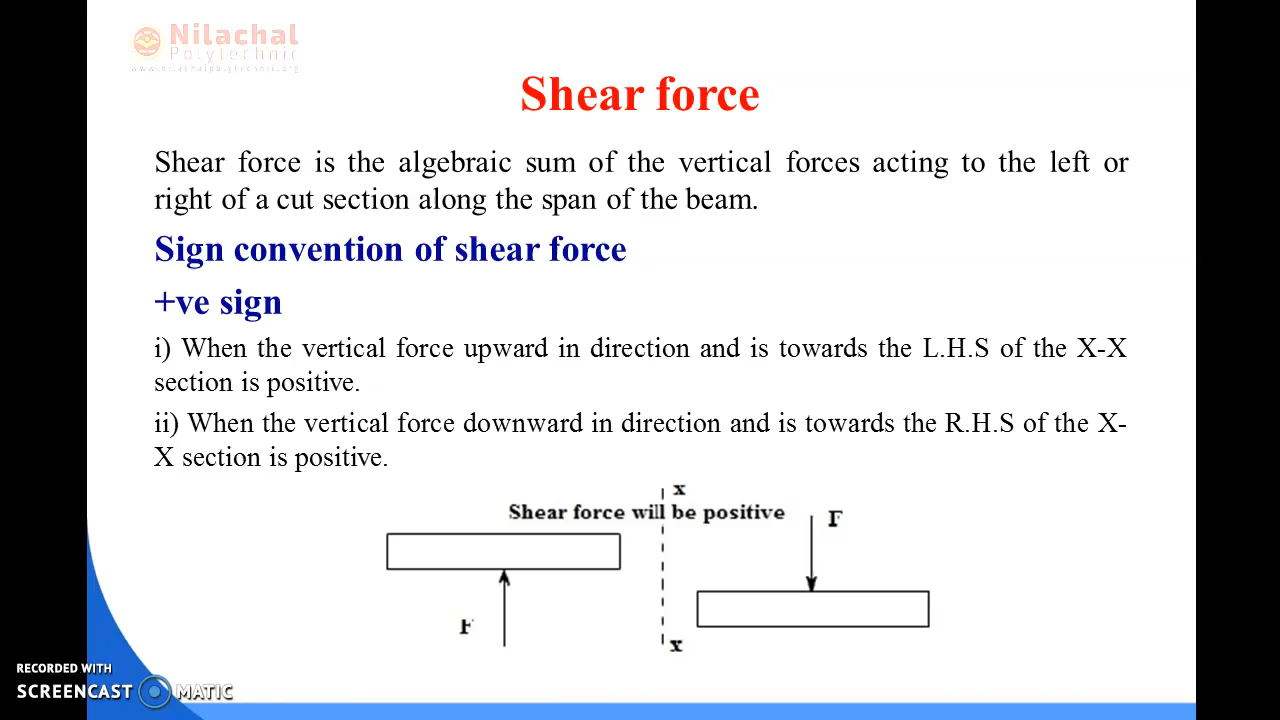 Nilachal
Polytechnic
www.nilachalpolytechnic.org
Shear force
Shear force is the algebraic sum of the vertical forces acting to the left or
right of a cut section along the span of the beam.
Sign convention of shear force
+ve sign
i) When the vertical force upward in direction and is towards the L.H.S of the X-X
section is positive.
ii) When the vertical force downward in direction and is towards the R.H.S of the X-
X section is positive.
x
Shear force will be positive
F
F
x
RECORDED WITH
SCREENCAST MATIC